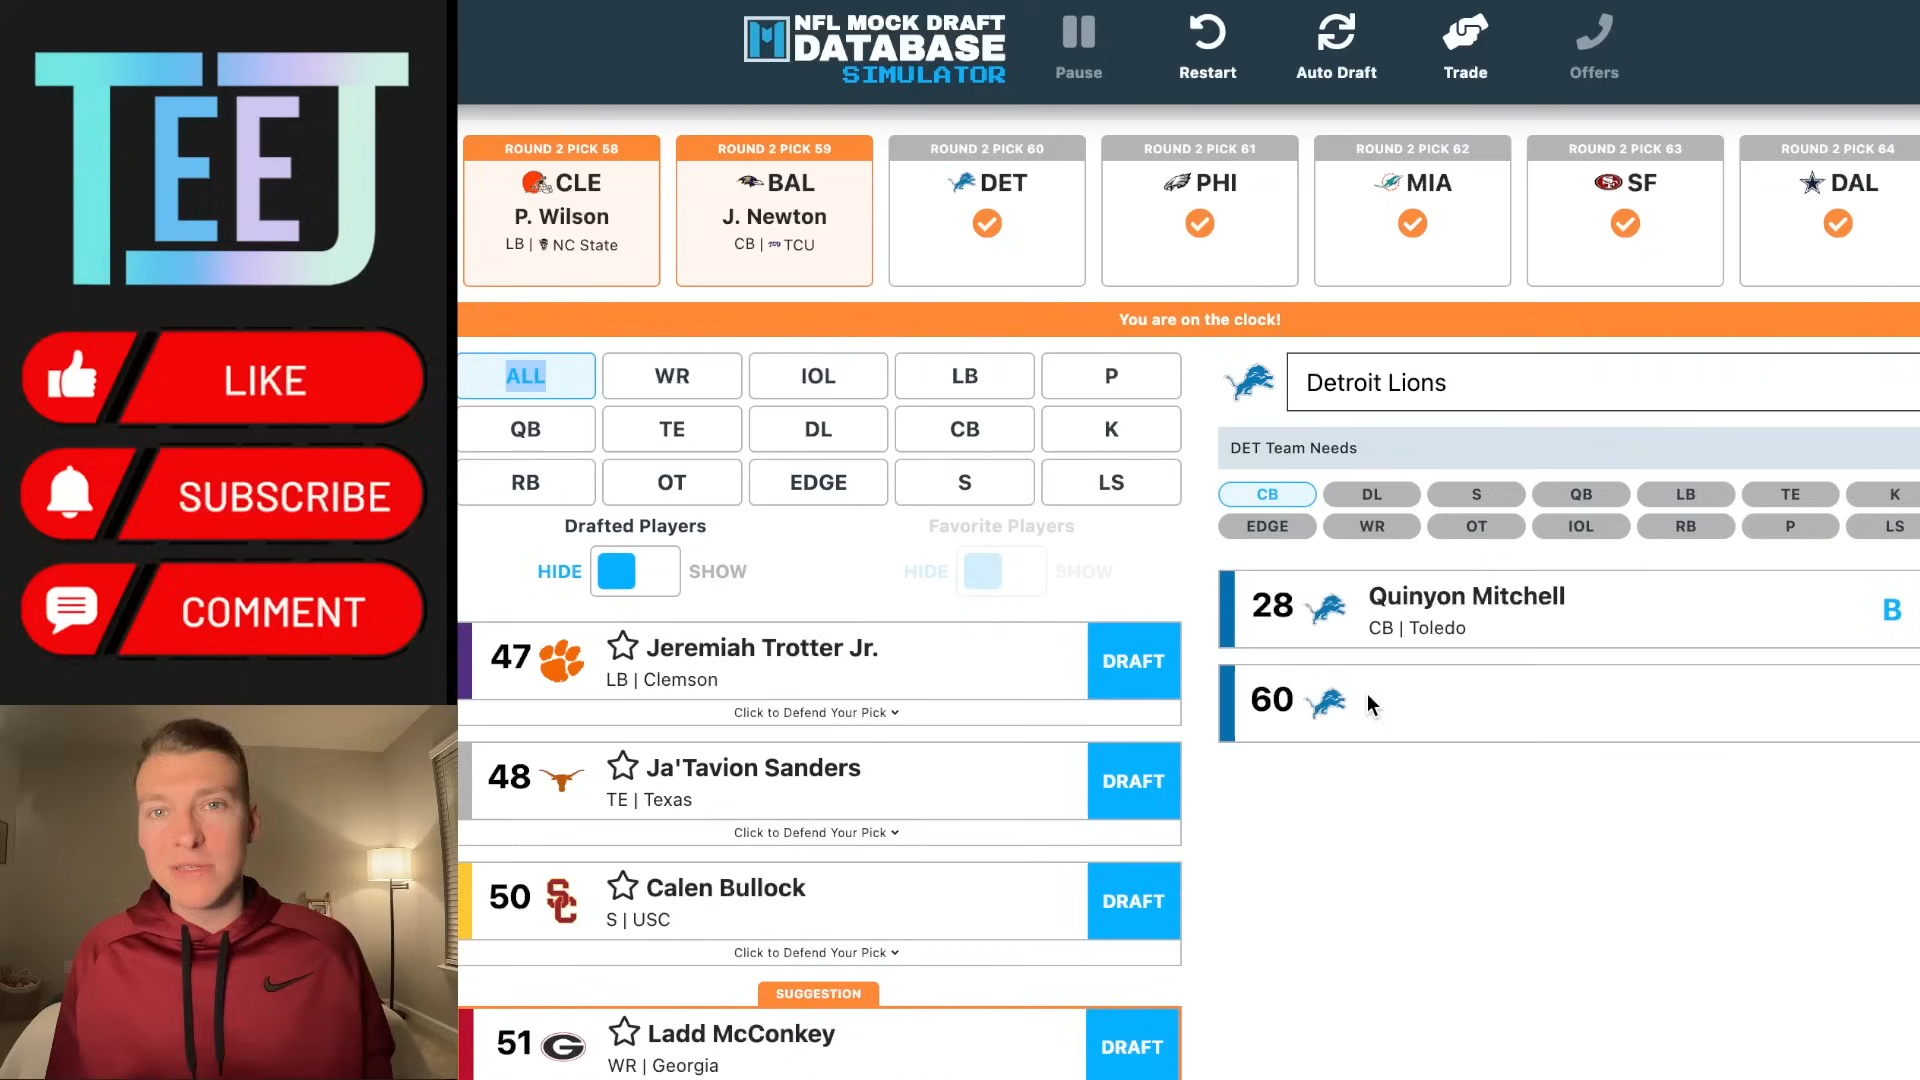 TEEJ
LIKE
SUBSCRIBE
COMMENT
NFL MOCK DRAFT
DATABASE
SIMULATOR
Pause
Restart
Auto Draft
Trade
Offers
ROUND 2 PICK 58
CLE
P. Wilson
LB | NC State
ROUND 2 PICK 59
BAL
J. Newton
CB | TCU
TCU
ROUND 2 PICK 60
DET
ROUND 2 PICK 61
PHI
ROUND 2 PICK 62
MIA
ROUND 2 PICK 63
SF
ROUND 2 PICK 64
DAL
You are on the clock!
ALL
WR
IOL
LB
P
QB
TE
DL
CB
K
RB
OT
EDGE
S
LS
Drafted Players
HIDE
SHOW
Favorite Players
HIDE
SHOW
47
Jeremiah Trotter Jr.
LB | Clemson
DRAFT
Click to Defend Your Pick
48
Ja'Tavion Sanders
TE | Texas
DRAFT
Click to Defend Your Pick
50
SC
Calen Bullock
S | USC
DRAFT
Click to Defend Your Pick
SUGGESTION
51
G
Ladd McConkey
WR | Georgia
DRAFT
Detroit Lions
DET Team Needs
CB
DL
S
QB
LB
TE
K
EDGE
WR
OT
IOL
RB
P
LS
28
Quinyon Mitchell
CB | Toledo
B
60